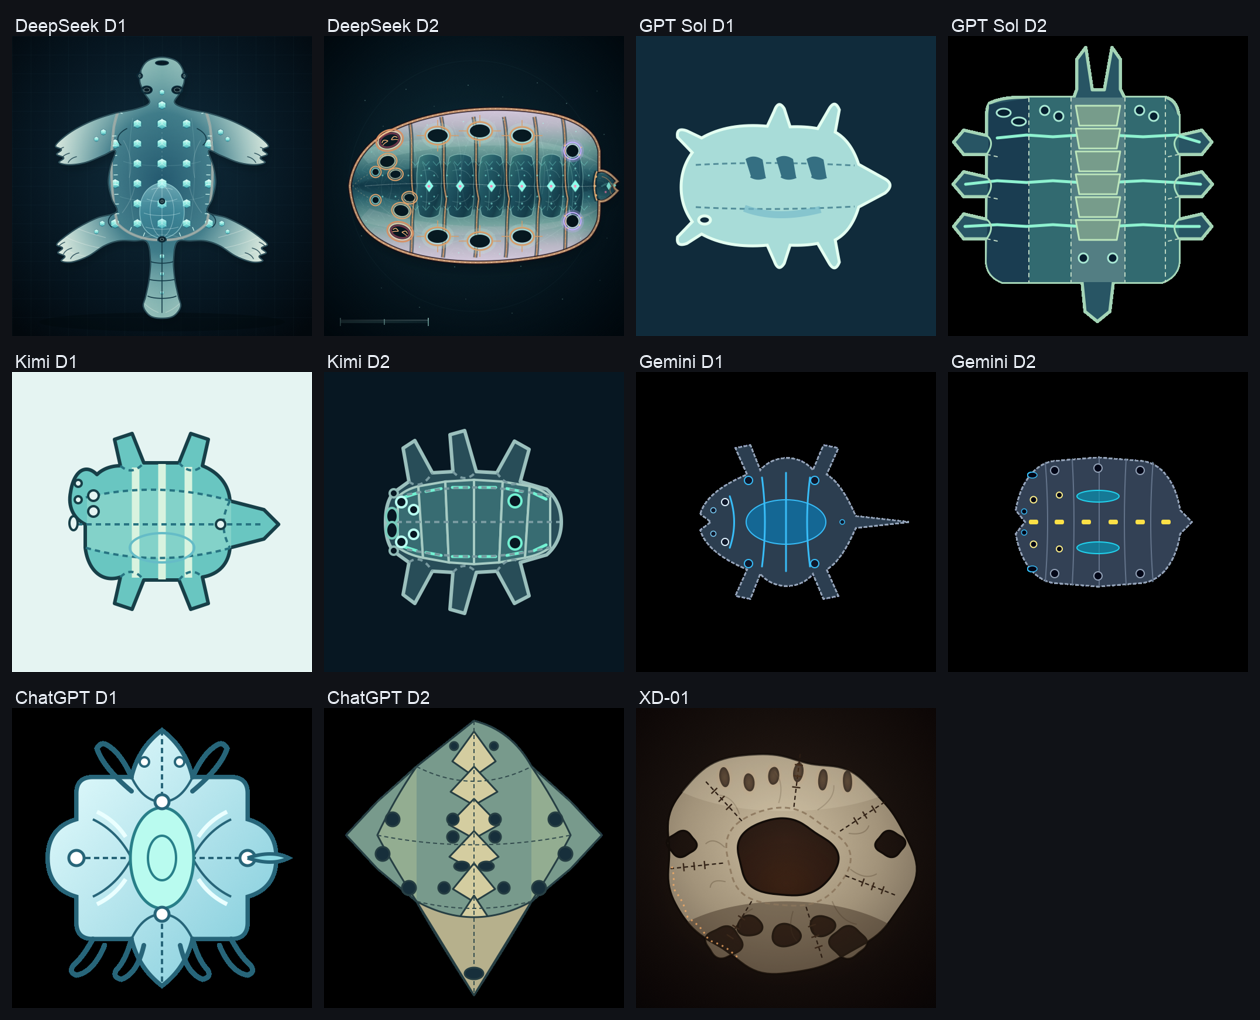 DeepSeek D1
DeepSeek D2
GPT Sol D1
GPT Sol D2
Kimi D1
Kimi D2
Gemini D1
Gemini D2
ChatGPT D1
ChatGPT D2
XD-01